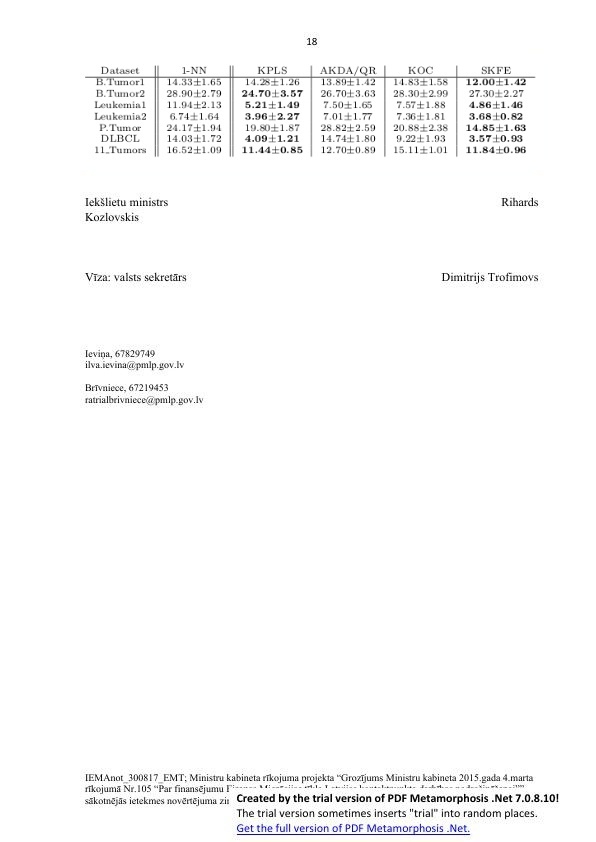 18
Dataset 1-NN KPLS AKDA/QR KOC SKFE
B.Tumor1 14.33±1.65 14.28±1.26 13.89±1.42 14.83±1.58 12.00±1.42
B.Tumor2 28.90±2.79 24.70±3.57 26.70±3.63 28.30±2.99 27.30±2.27
Leukemia1 11.94±2.13 5.21±1.49 7.50±1.65 7.57±1.88 4.86±1.46
Leukemia2 6.74±1.64 3.96±2.27 7.01±1.77 7.36±1.81 3.68±0.82
P.Tumor 24.17±1.94 19.80±1.87 28.82±2.59 20.88±2.38 14.85±1.63
DLBCL 14.03±1.72 4.09±1.21 14.74±1.80 9.22±1.93 3.57±0.93
11_Tumors 16.52±1.09 11.44±0.85 12.70±0.89 15.11±1.01 11.84±0.96
Iekšlietu ministrs Rihards
Kozlovskis
Vīza: valsts sekretārs Dimitrijs Trofimovs
Ieviņa, 67829749
ilva.ievina@pmlp.gov.lv
Brīvniece, 67219453
ratrialbrivniece@pmlp.gov.lv
IEMAnot_300817_EMT; Ministru kabineta rīkojuma projekta “Grozījums Ministru kabineta 2015.gada 4.marta
rīkojumā Nr.105 “Par finansējumu
sākotnējās ietekmes novērtējuma
Created by the trial version of PDF Metamorphosis .Net 7.0.8.10!
The trial version sometimes inserts "trial" into random places.
Get the full version of PDF Metamorphosis .Net.